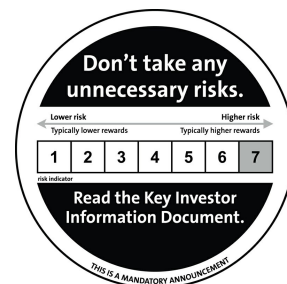 Don't take any
unnecessary risks.
Lower risk Higher risk
Typically lower rewards Typically higher rewards
1 2 3 4 5 6 7
risk indicator
Read the Key Investor
Information Document.
THIS IS A MANDATORY ANNOUNCEMENT